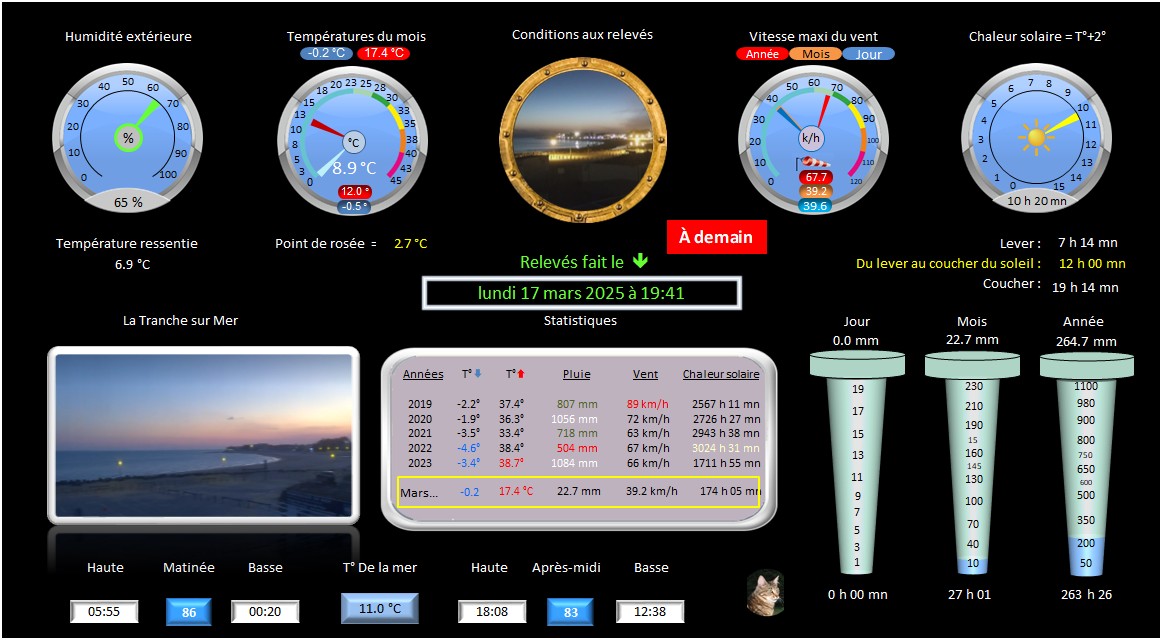 Humidité extérieure
Températures du mois
Conditions aux relevés
Vitesse maxi du vent
Chaleur solaire = T°+2°
-0.2 °C 17.4 °C
Année Mois Jour
0 10 20 30 40 50 60 70 80 90 100
%
65 %
0 3 5 8 10 13 15 18 20 23 25 28 30 33 35 38 40 43 45
°C
8.9 °C
12.0 °
-0.5 °
0 10 20 30 40 50 60 70 80 90 100 110 120
k/h
67.7
39.2
39.6
0 1 2 3 4 5 6 7 8 9 10 11 12 13 14 15
10 h 20 mn
Température ressentie
6.9 °C
Point de rosée = 2.7 °C
À demain
Relevés fait le
lundi 17 mars 2025 à 19:41
Lever : 7 h 14 mn
Du lever au coucher du soleil : 12 h 00 mn
Coucher : 19 h 14 mn
La Tranche sur Mer
Statistiques
Années T° T° Pluie Vent Chaleur solaire
2019 -2.2° 37.4° 807 mm 89 km/h 2567 h 11 mn
2020 -1.9° 36.3° 1056 mm 72 km/h 2726 h 27 mn
2021 -3.5° 33.4° 718 mm 63 km/h 2943 h 38 mn
2022 -4.6° 38.4° 504 mm 67 km/h 3024 h 31 mn
2023 -3.4° 38.7° 1084 mm 66 km/h 1711 h 55 mn
Mars... -0.2 17.4 °C 22.7 mm 39.2 km/h 174 h 05 mn
Jour
0.0 mm
19
17
15
13
11
9
7
5
3
1
0 h 00 mn
Mois
22.7 mm
230
210
190
15
160
145
130
100
70
40
10
27 h 01
Année
264.7 mm
1100
980
900
800
750
650
600
500
350
200
50
263 h 26
Haute Matinée Basse T° De la mer Haute Après-midi Basse
05:55 86 00:20 11.0 °C 18:08 83 12:38